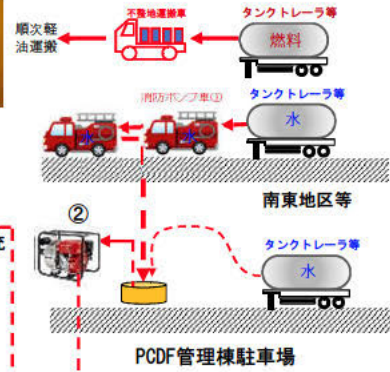 不整地運搬車
タンクトレーラ等
順次軽
油運搬
燃料
消防ポンプ車①
タンクトレーラ等
水
水
水
南東地区等
②
タンクトレーラ等
水
PCDF管理棟駐車場